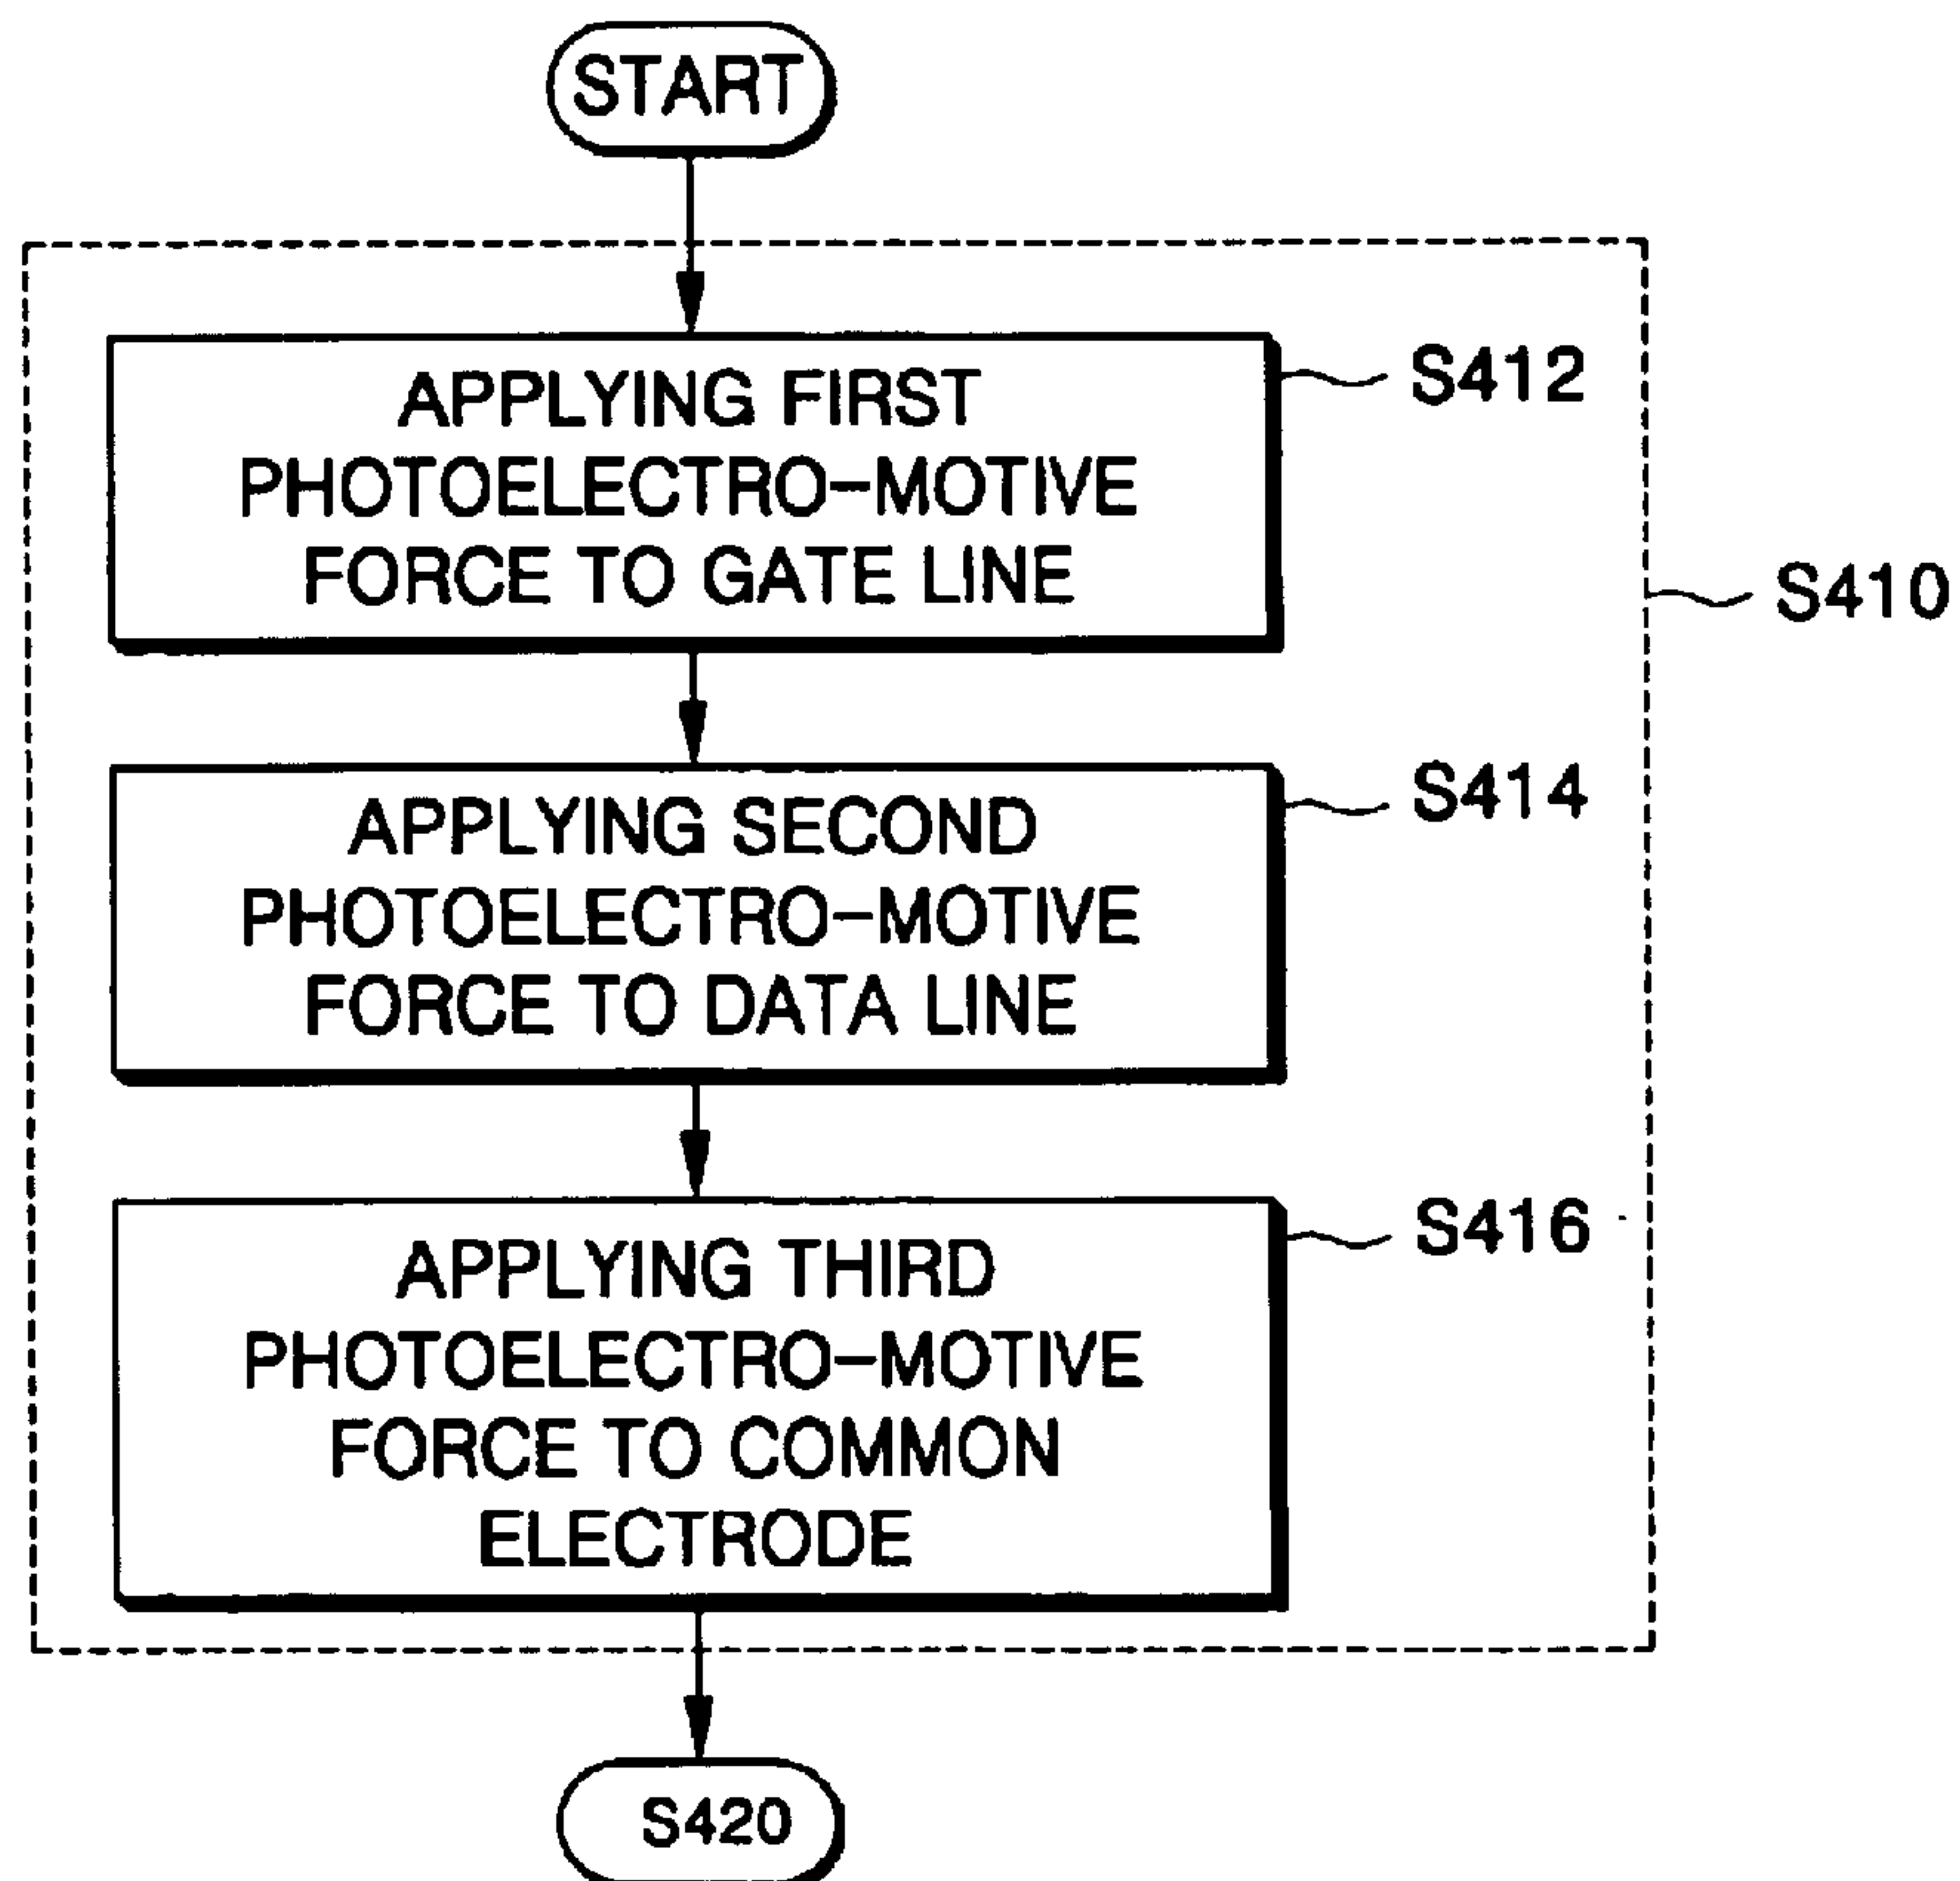 START
APPLYING FIRST
PHOTOELECTRO-MOTIVE
FORCE TO GATE LINE
S412
S410
APPLYING SECOND
PHOTOELECTRO-MOTIVE
FORCE TO DATA LINE
S414
APPLYING THIRD
PHOTOELECTRO-MOTIVE
FORCE TO COMMON
ELECTRODE
S416
S420